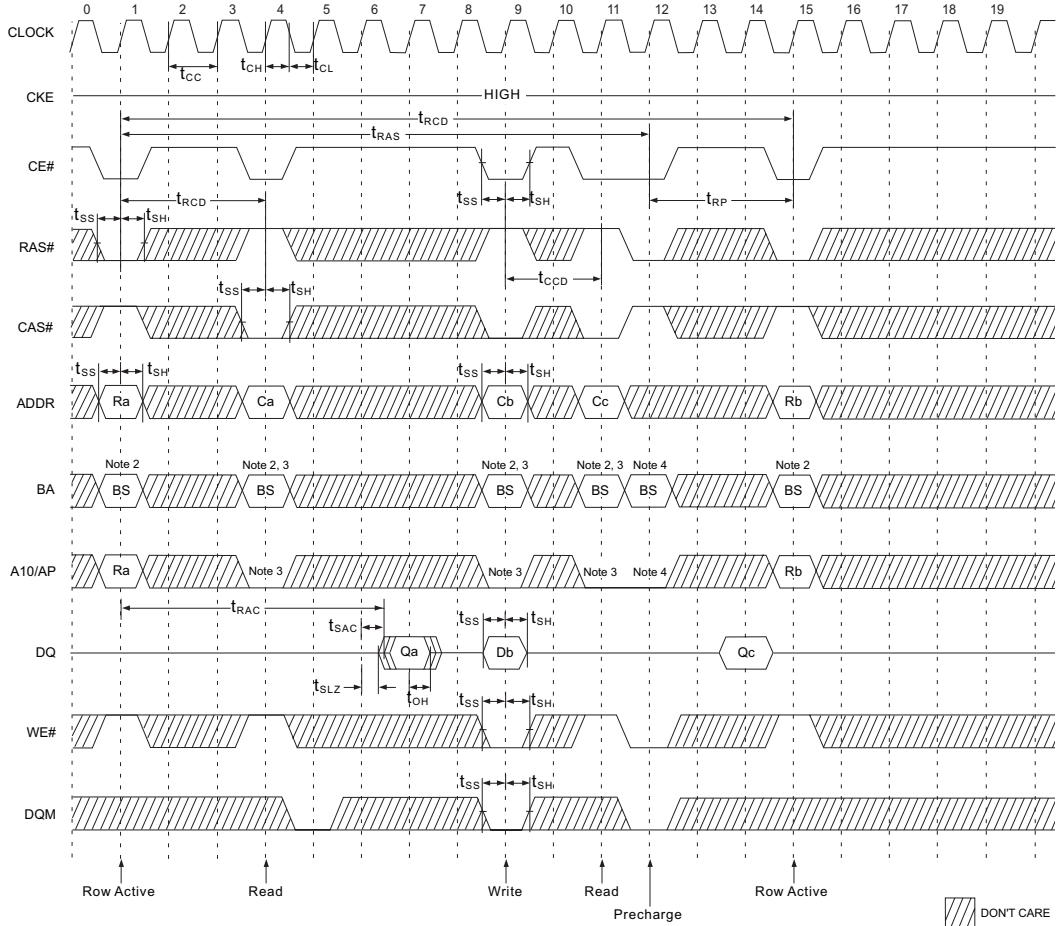 0 1 2 3 4 5 6 7 8 9 10 11 12 13 14 15 16 17 18 19
CLOCK
tCC tCH tCL
CKE
HIGH
tRCD
tRAS
CE#
tRCD tSS tSH tRP
tSS tSH
RAS#
tCCD
tSS tSH
CAS#
tSS tSH tSS tSH
ADDR Ra Ca Cb Cc Rb
Note 2 Note 2, 3 Note 2, 3 Note 2, 3 Note 4 Note 2
BA BS BS BS BS BS BS
A10/AP Ra Note 3 Note 3 Note 3 Note 4 Rb
tRAC
tSAC tSS tSH
DQ Qa Db Qc
tSLZ tOH tSS tSH
WE#
tSS tSH
DQM
Row Active Read Write Read Row Active
Precharge
DON'T CARE